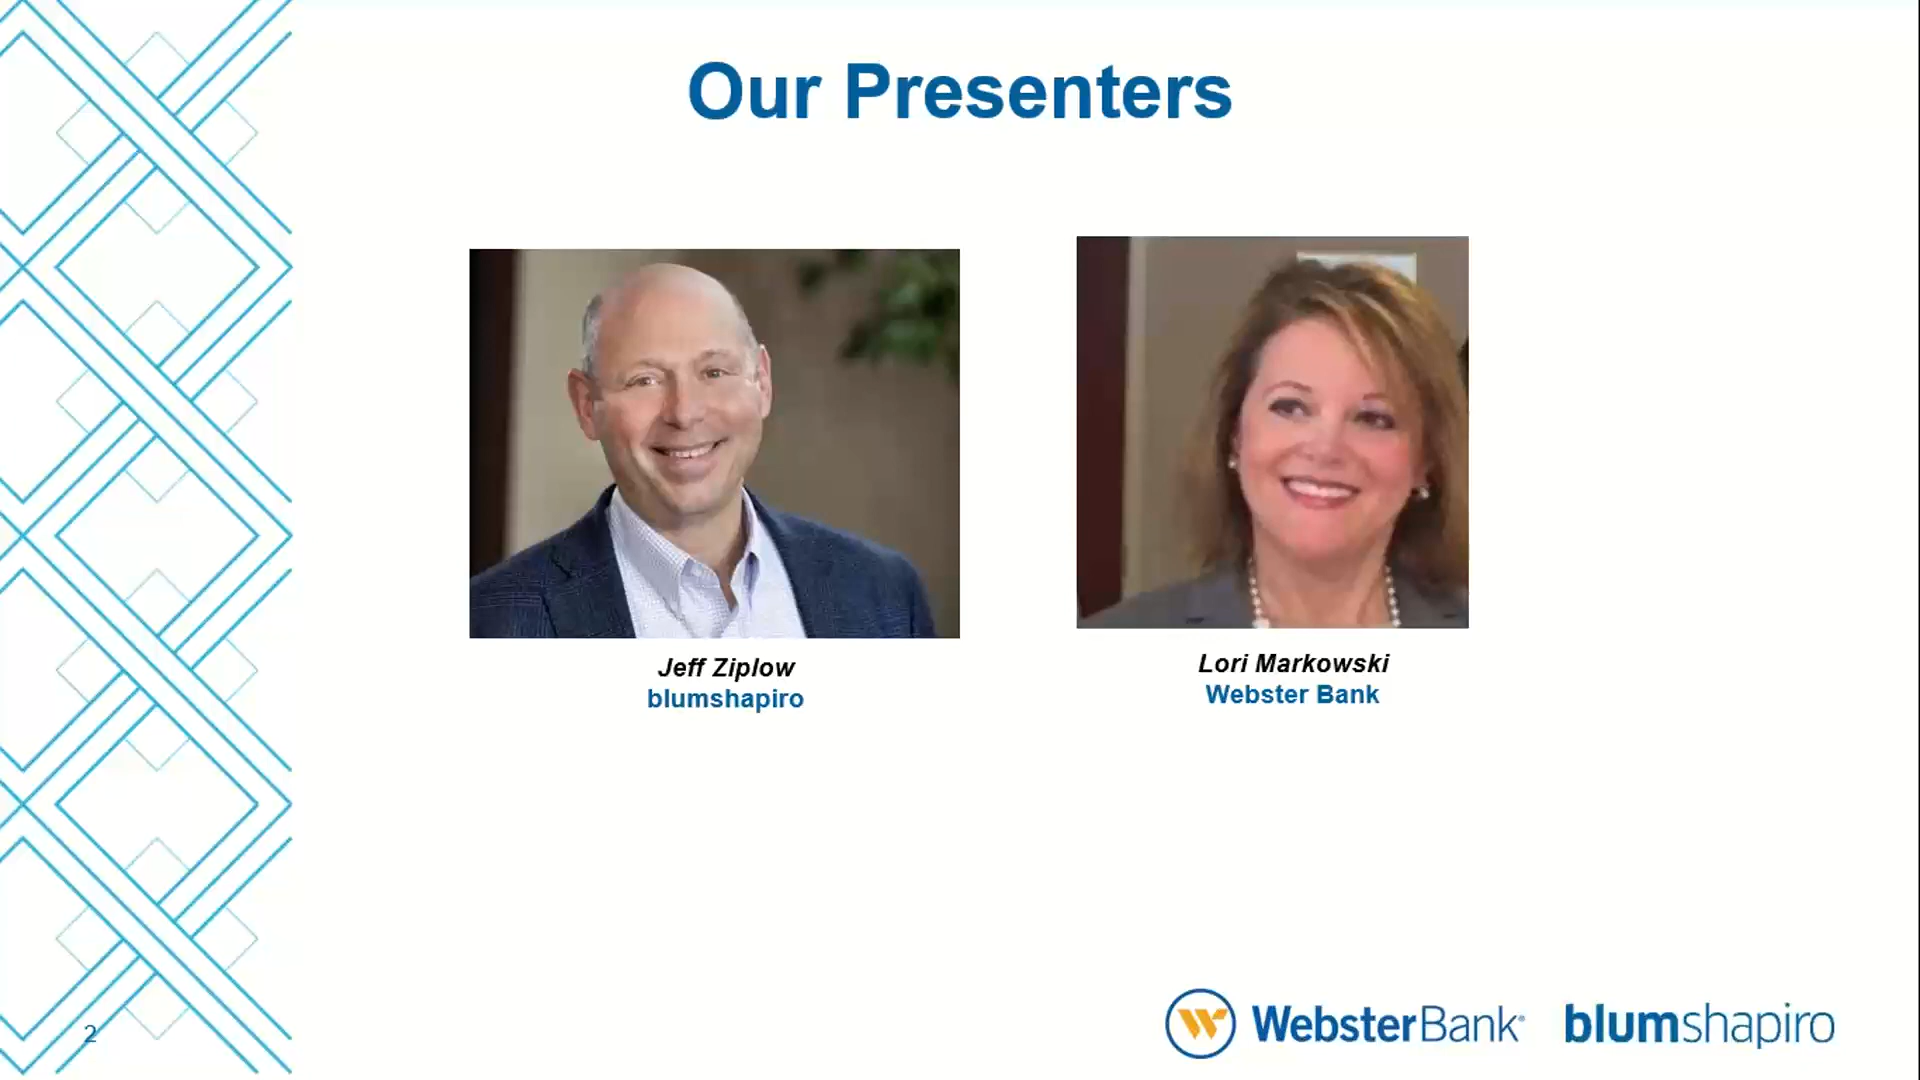 Our Presenters
Jeff Ziplow
blumshapiro
Lori Markowski
Webster Bank
2
WebsterBank
blumshapiro